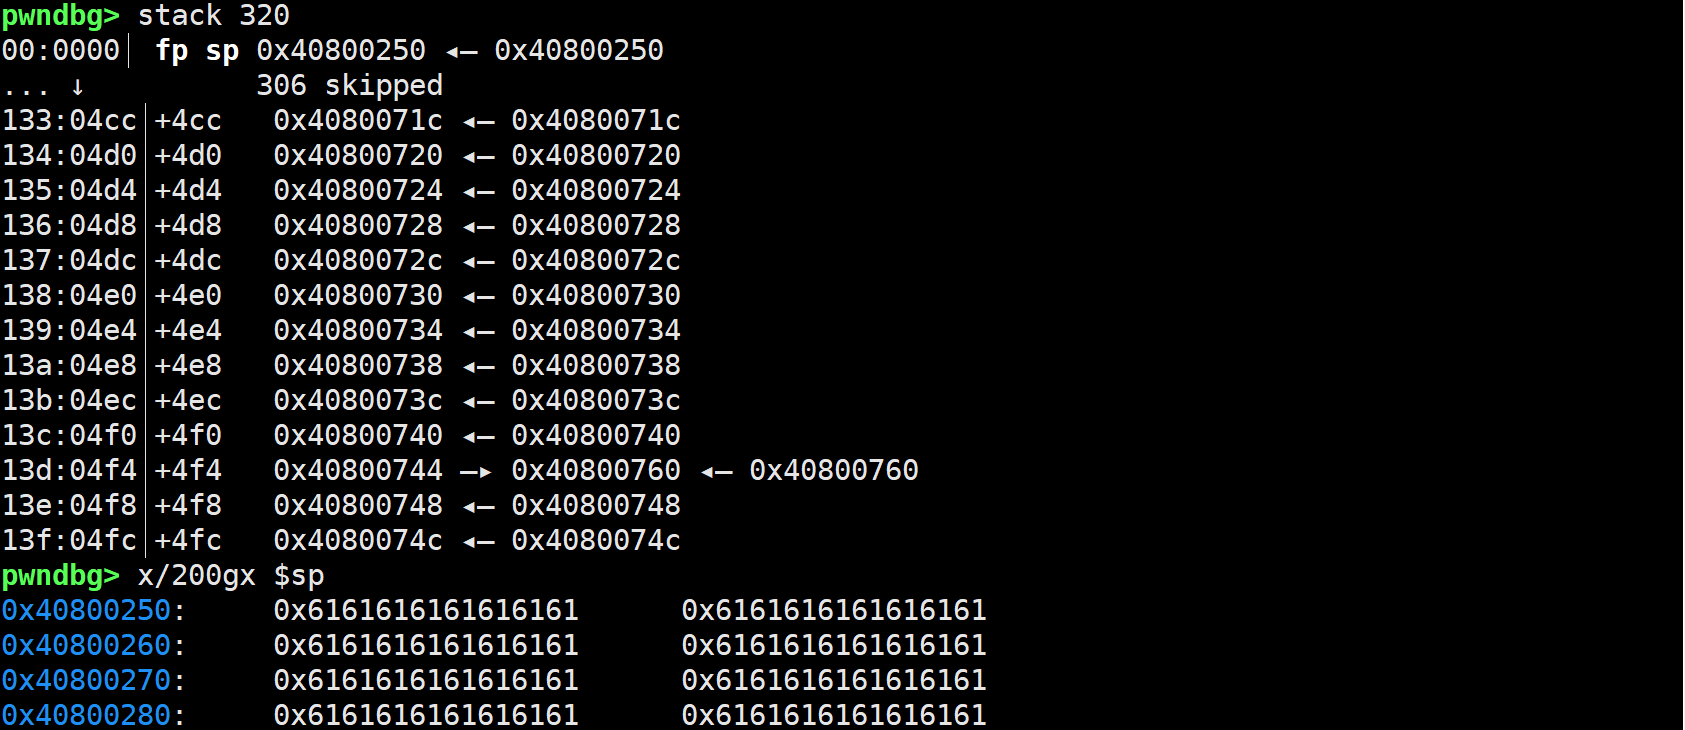 pwndbg> stack 320
00:0000│ fp sp 0x40800250 ◂— 0x40800250
... ↓ 306 skipped
133:04cc│+4cc 0x4080071c ◂— 0x4080071c
134:04d0│+4d0 0x40800720 ◂— 0x40800720
135:04d4│+4d4 0x40800724 ◂— 0x40800724
136:04d8│+4d8 0x40800728 ◂— 0x40800728
137:04dc│+4dc 0x4080072c ◂— 0x4080072c
138:04e0│+4e0 0x40800730 ◂— 0x40800730
139:04e4│+4e4 0x40800734 ◂— 0x40800734
13a:04e8│+4e8 0x40800738 ◂— 0x40800738
13b:04ec│+4ec 0x4080073c ◂— 0x4080073c
13c:04f0│+4f0 0x40800740 ◂— 0x40800740
13d:04f4│+4f4 0x40800744 —▸ 0x40800760 ◂— 0x40800760
13e:04f8│+4f8 0x40800748 ◂— 0x40800748
13f:04fc│+4fc 0x4080074c ◂— 0x4080074c
pwndbg> x/200gx $sp
0x40800250: 0x6161616161616161 0x6161616161616161
0x40800260: 0x6161616161616161 0x6161616161616161
0x40800270: 0x6161616161616161 0x6161616161616161
0x40800280: 0x6161616161616161 0x6161616161616161